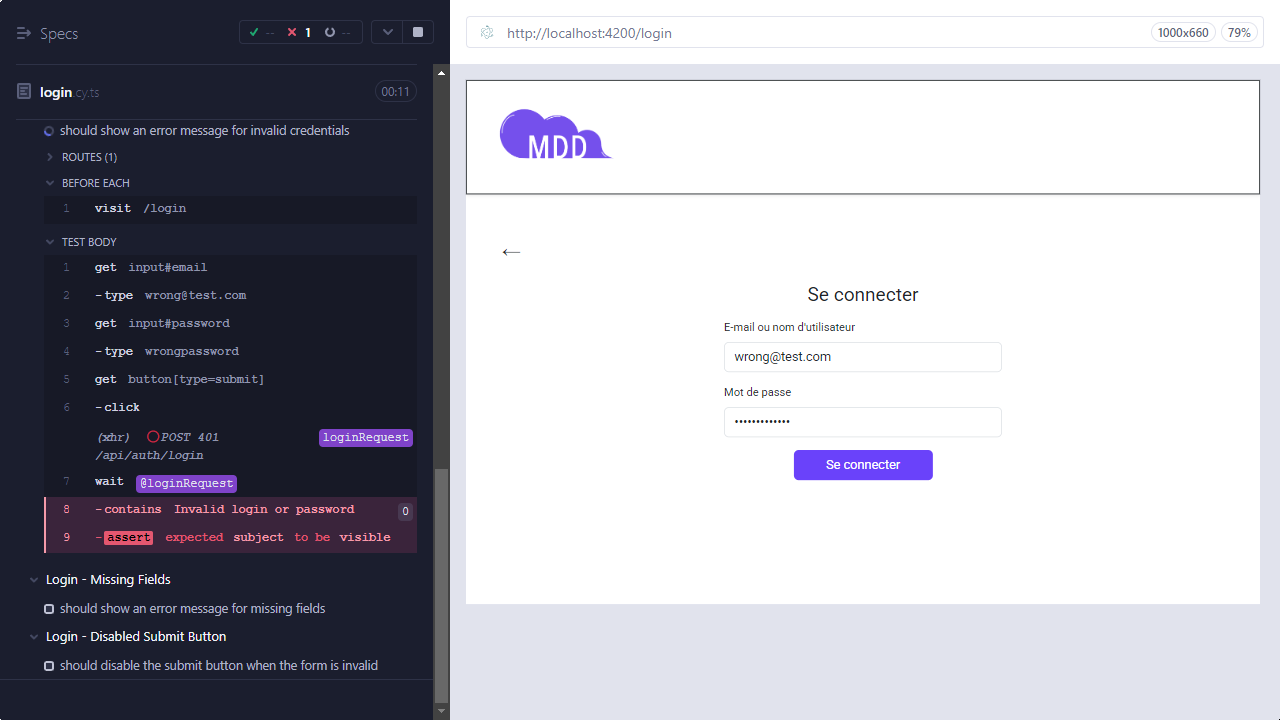 Specs
-- 1 --
login.cy.ts 00:11
should show an error message for invalid credentials
ROUTES (1)
BEFORE EACH
1 visit /login
TEST BODY
1 get input#email
2 -type wrong@test.com
3 get input#password
4 -type wrongpassword
5 get button[type=submit]
6 -click
(xhr) POST 401 loginRequest
/api/auth/login
7 wait @loginRequest
8 -contains Invalid login or password 0
9 -assert expected subject to be visible
Login - Missing Fields
should show an error message for missing fields
Login - Disabled Submit Button
should disable the submit button when the form is invalid
http://localhost:4200/login 1000x660 79%
MDD
←
Se connecter
E-mail ou nom d'utilisateur
wrong@test.com
Mot de passe
•••••••••••••
Se connecter